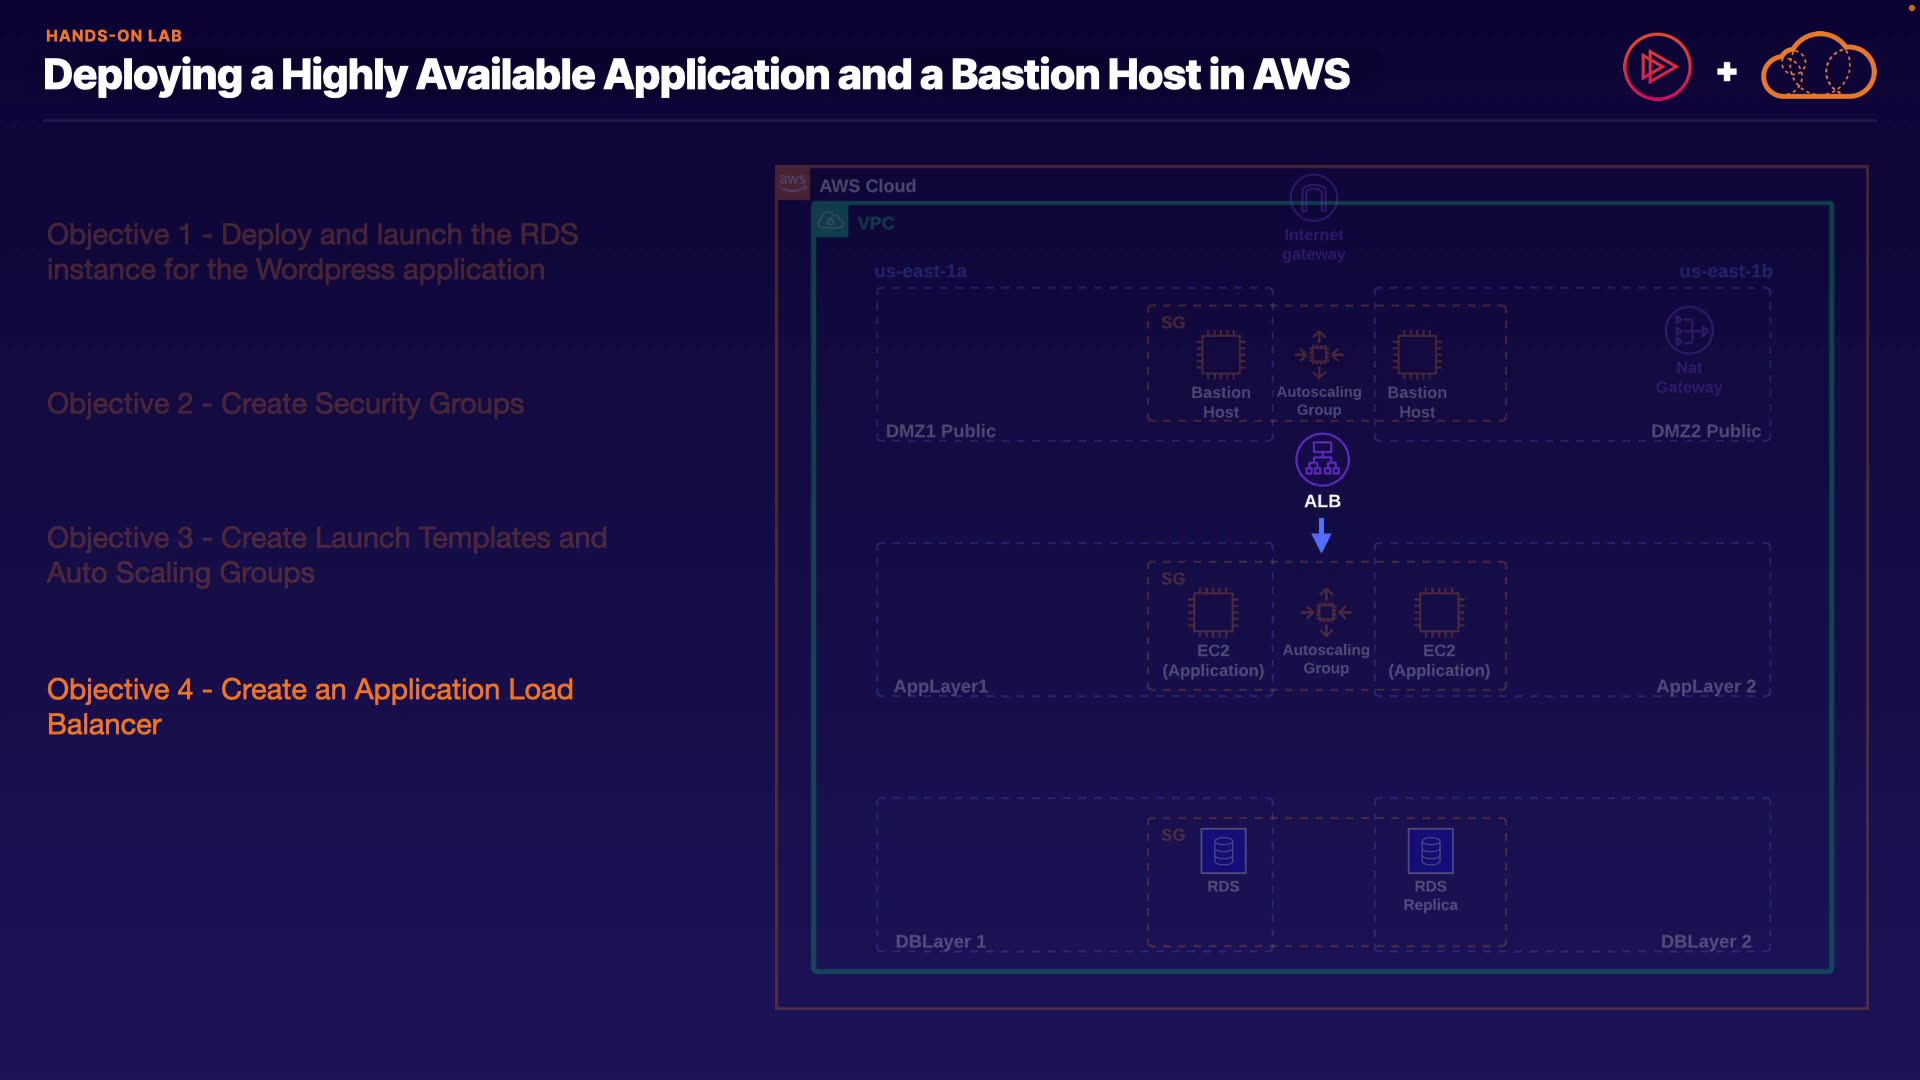 HANDS-ON LAB
Deploying a Highly Available Application and a Bastion Host in AWS
Objective 1 - Deploy and launch the RDS
instance for the Wordpress application
Objective 2 - Create Security Groups
Objective 3 - Create Launch Templates and
Auto Scaling Groups
Objective 4 - Create an Application Load
Balancer
aws
AWS Cloud
VPC
Internet
gateway
us-east-1a
us-east-1b
SG
Bastion
Host
Autoscaling
Group
Bastion
Host
Nat
Gateway
DMZ1 Public
DMZ2 Public
ALB
SG
EC2
(Application)
Autoscaling
Group
EC2
(Application)
AppLayer1
AppLayer 2
SG
RDS
RDS
Replica
DBLayer 1
DBLayer 2